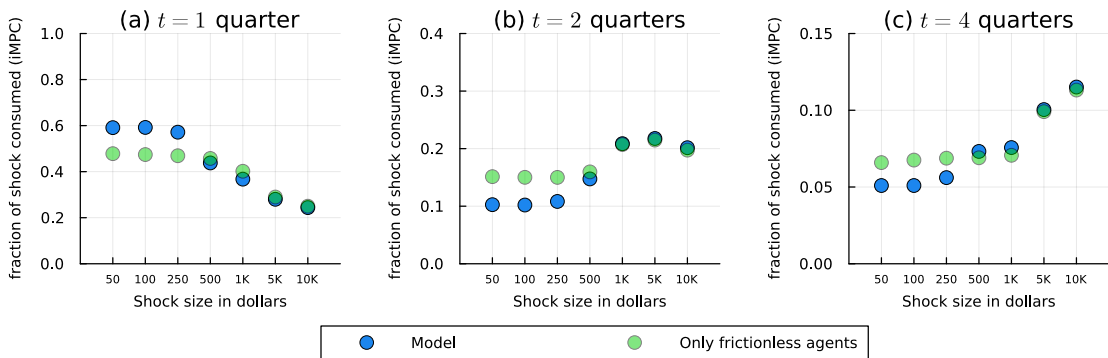 (a) t = 1 quarter
fraction of shock consumed (iMPC)
1.0
0.8
0.6
0.4
0.2
0.0
50 100 250 500 1K 5K 10K
Shock size in dollars
(b) t = 2 quarters
fraction of shock consumed (iMPC)
0.4
0.3
0.2
0.1
0.0
50 100 250 500 1K 5K 10K
Shock size in dollars
(c) t = 4 quarters
fraction of shock consumed (iMPC)
0.15
0.10
0.05
0.00
50 100 250 500 1K 5K 10K
Shock size in dollars
Model Only frictionless agents